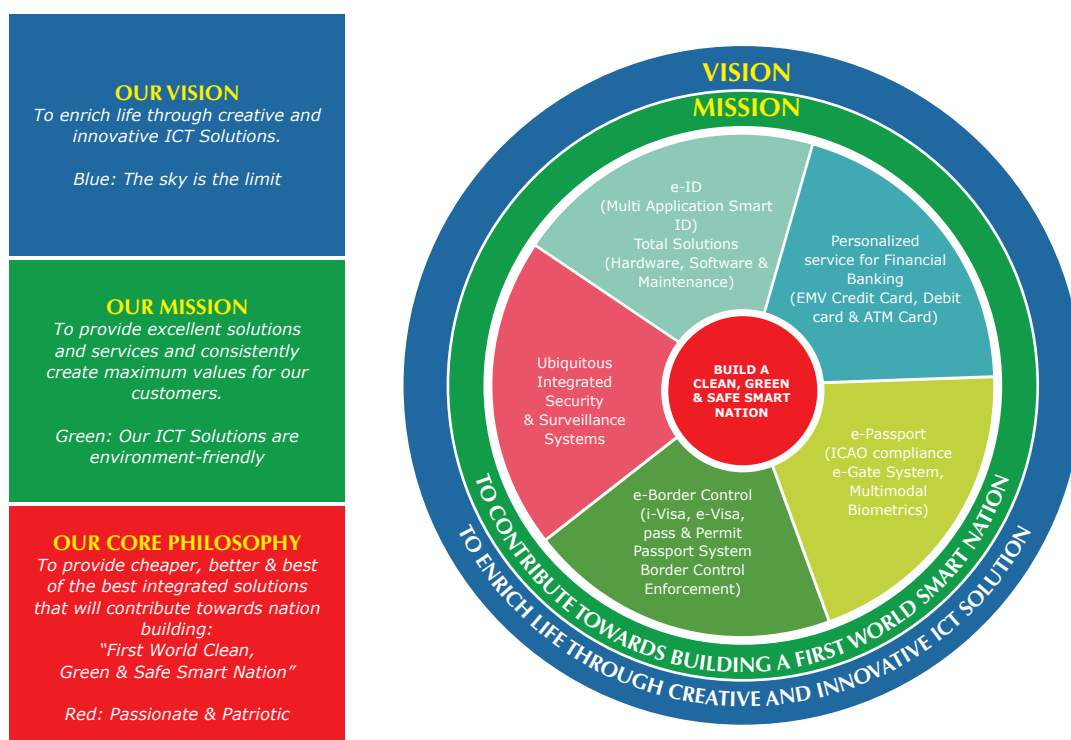 OUR VISION
To enrich life through creative and
innovative ICT Solutions.
Blue: The sky is the limit
OUR MISSION
To provide excellent solutions
and services and consistently
create maximum values for our
customers.
Green: Our ICT Solutions are
environment-friendly
OUR CORE PHILOSOPHY
To provide cheaper, better & best
of the best integrated solutions
that will contribute towards nation
building:
“First World Clean,
Green & Safe Smart Nation”
Red: Passionate & Patriotic
VISION
MISSION
e-ID
(Multi Application Smart
ID)
Total Solutions
(Hardware, Software &
Maintenance)
Personalized
service for Financial
Banking
(EMV Credit Card, Debit
card & ATM Card)
Ubiquitous
Integrated
Security
& Surveillance
Systems
BUILD A
CLEAN, GREEN
& SAFE SMART
NATION
e-Passport
(ICAO compliance
e-Gate System,
Multimodal
Biometrics)
e-Border Control
(i-Visa, e-Visa,
pass & Permit
Passport System
Border Control
Enforcement)
TO CONTRIBUTE TOWARDS BUILDING A FIRST WORLD SMART NATION
TO ENRICH LIFE THROUGH CREATIVE AND INNOVATIVE ICT SOLUTION